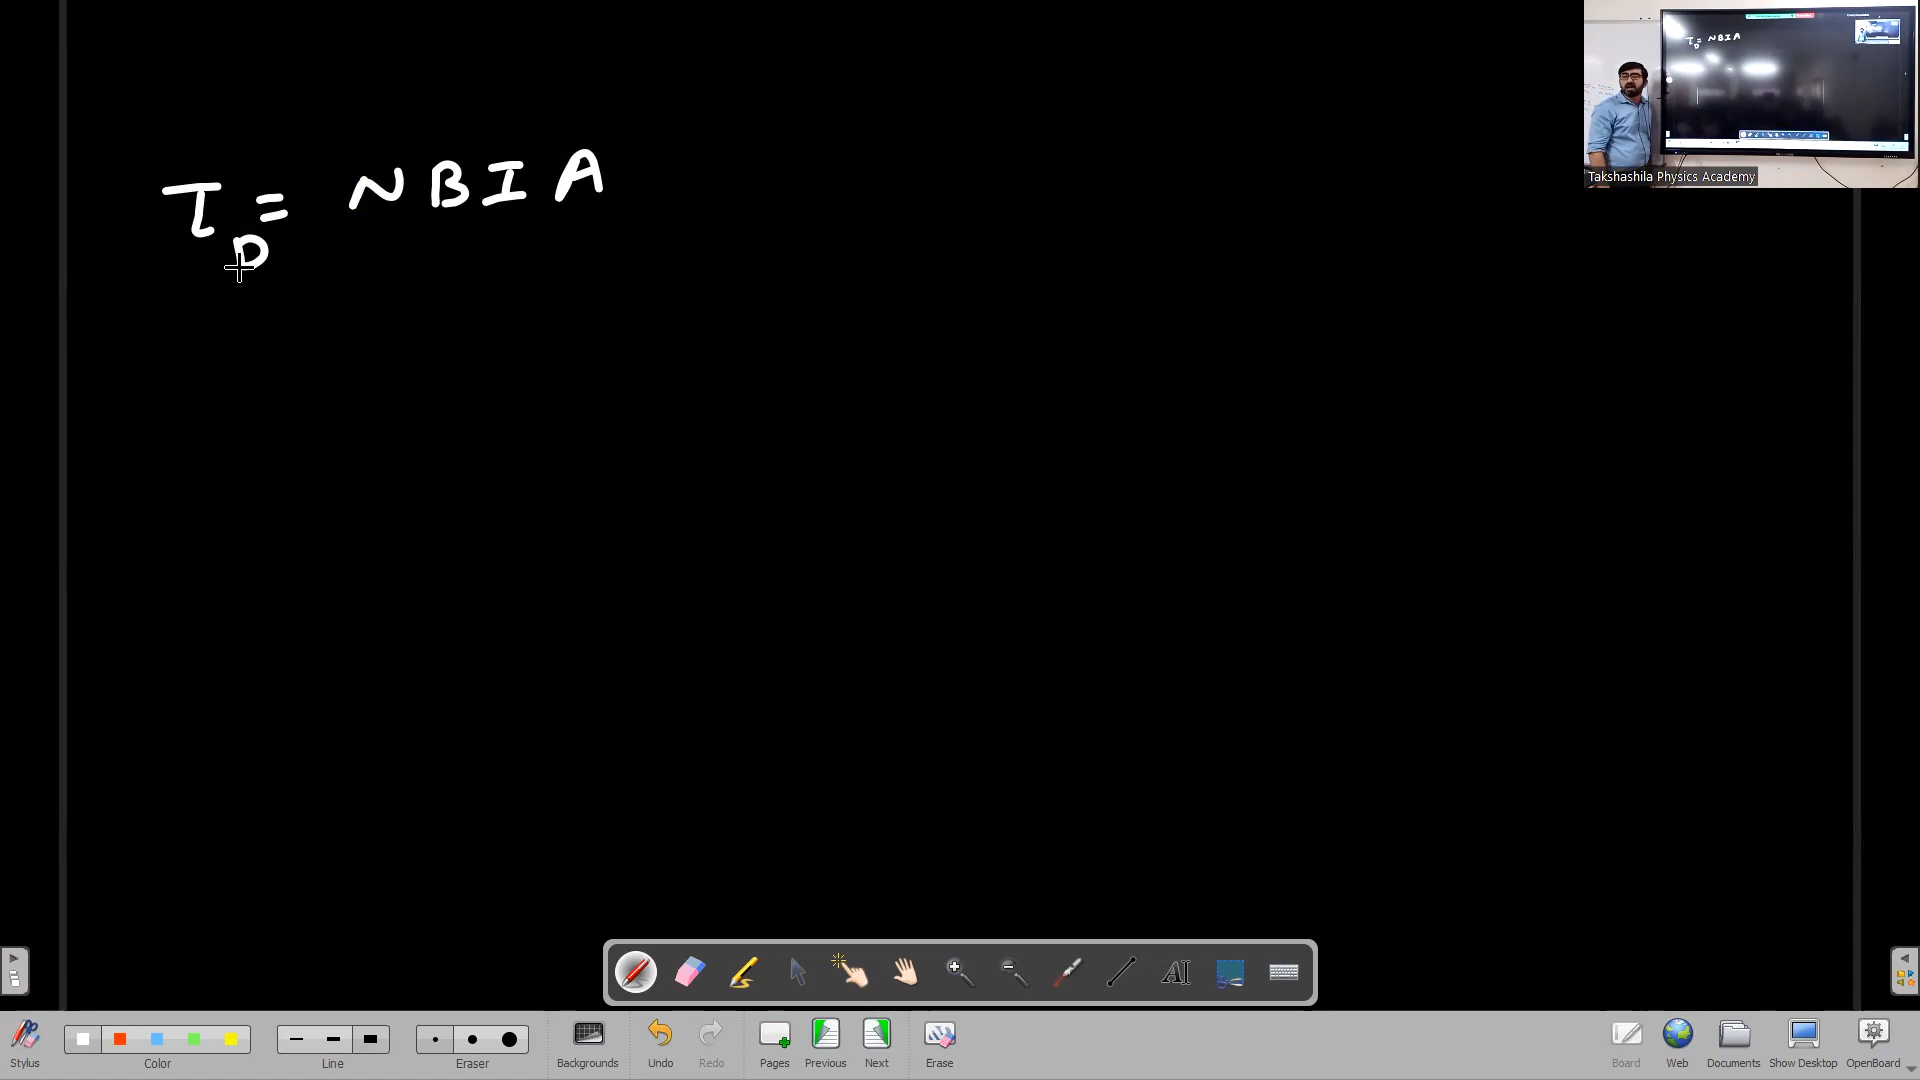 τ_D = NBIA
Takshashila Physics Academy
Stylus
Color
Line
Eraser
Backgrounds
Undo
Redo
Pages
Previous
Next
Erase
Board
Web
Documents
Show Desktop
OpenBoard